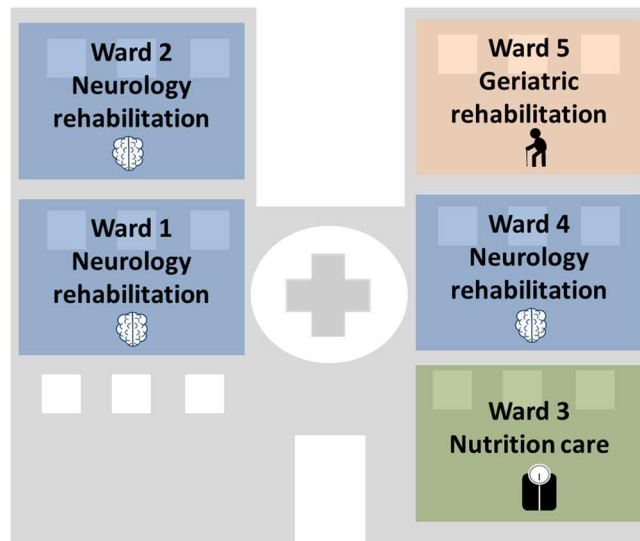 Ward 2
Neurology
rehabilitation
Ward 5
Geriatric
rehabilitation
Ward 1
Neurology
rehabilitation
Ward 4
Neurology
rehabilitation
Ward 3
Nutrition care